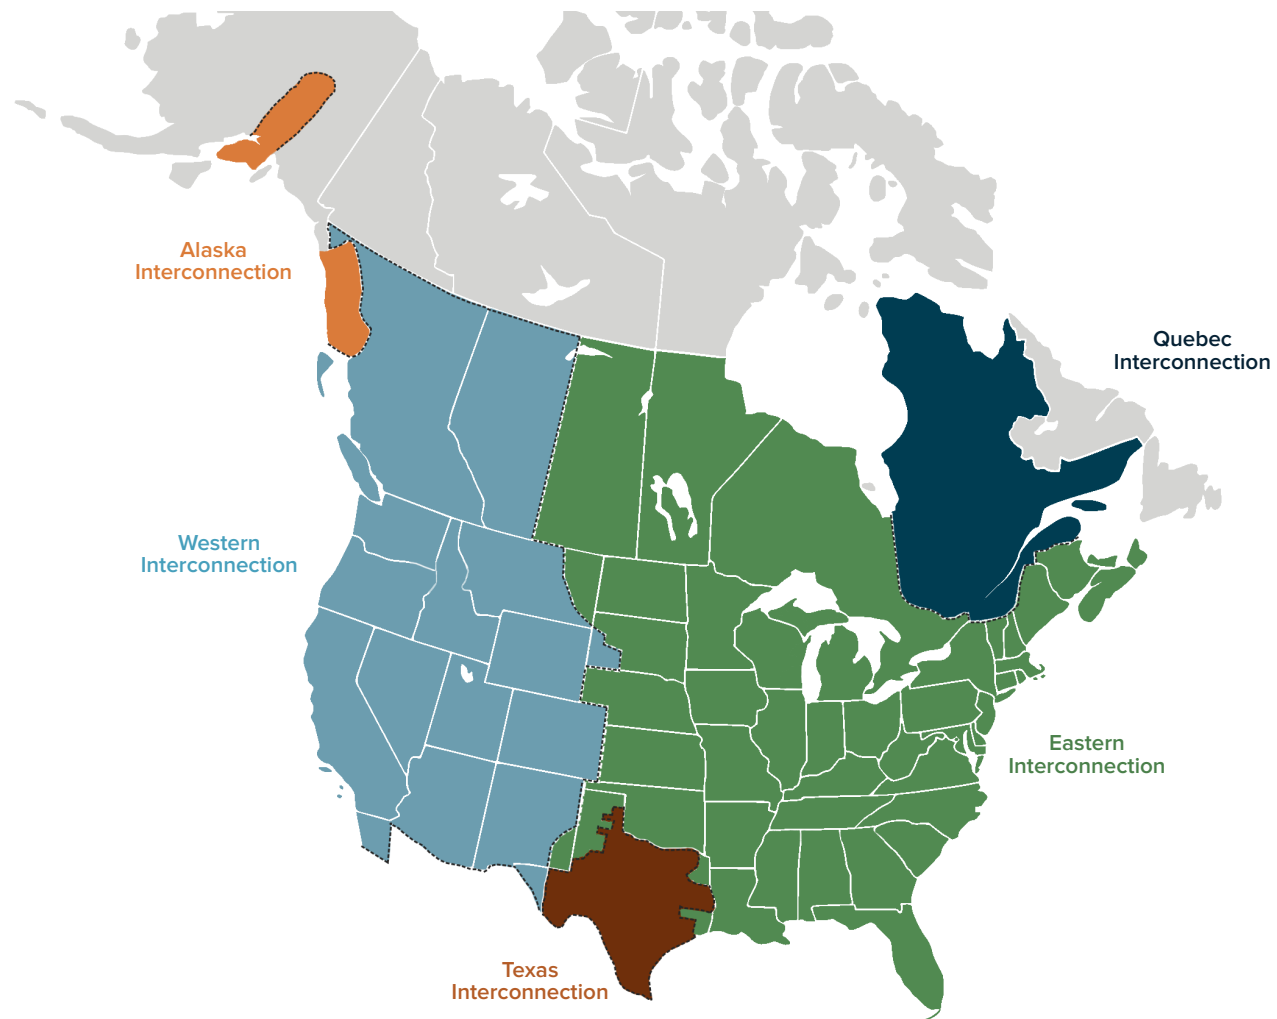 Alaska
Interconnection
Quebec
Interconnection
Western
Interconnection
Eastern
Interconnection
Texas
Interconnection